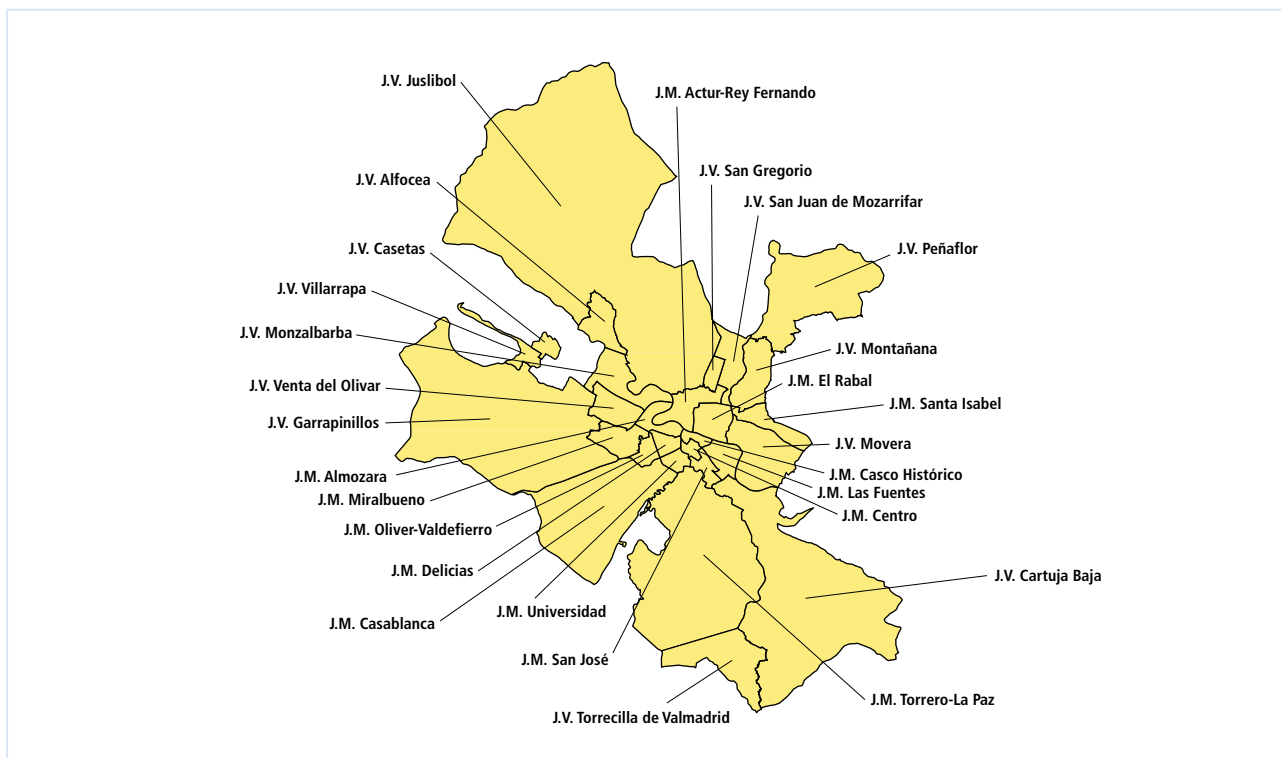 J.V. Juslibol
J.M. Actur-Rey Fernando
J.V. San Gregorio
J.V. Alfocea
J.V. San Juan de Mozarrifar
J.V. Casetas
J.V. Peñaflor
J.V. Villarrapa
J.V. Monzalbarba
J.V. Montañana
J.M. El Rabal
J.V. Venta del Olivar
J.M. Santa Isabel
J.V. Garrapinillos
J.V. Movera
J.M. Almozara
J.M. Casco Histórico
J.M. Miralbueno
J.M. Las Fuentes
J.M. Centro
J.M. Oliver-Valdefierro
J.M. Delicias
J.V. Cartuja Baja
J.M. Universidad
J.M. Casablanca
J.M. San José
J.M. Torrero-La Paz
J.V. Torrecilla de Valmadrid